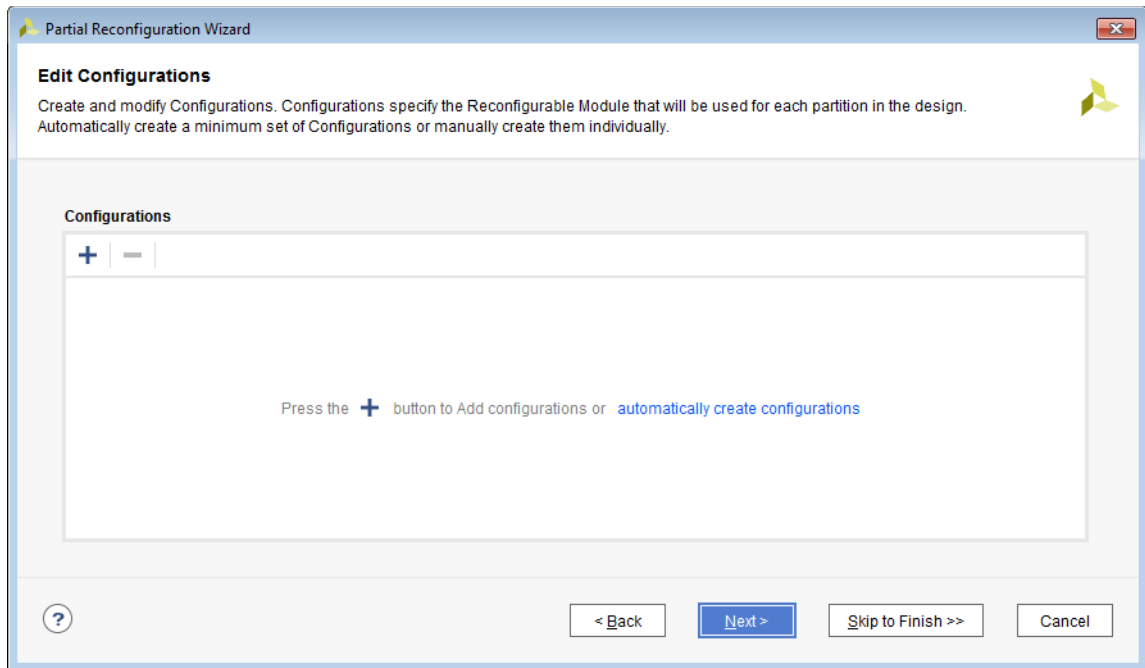 Partial Reconfiguration Wizard
Edit Configurations
Create and modify Configurations. Configurations specify the Reconfigurable Module that will be used for each partition in the design.
Automatically create a minimum set of Configurations or manually create them individually.
Configurations
Press the + button to Add configurations or automatically create configurations
? < Back Next > Skip to Finish >> Cancel